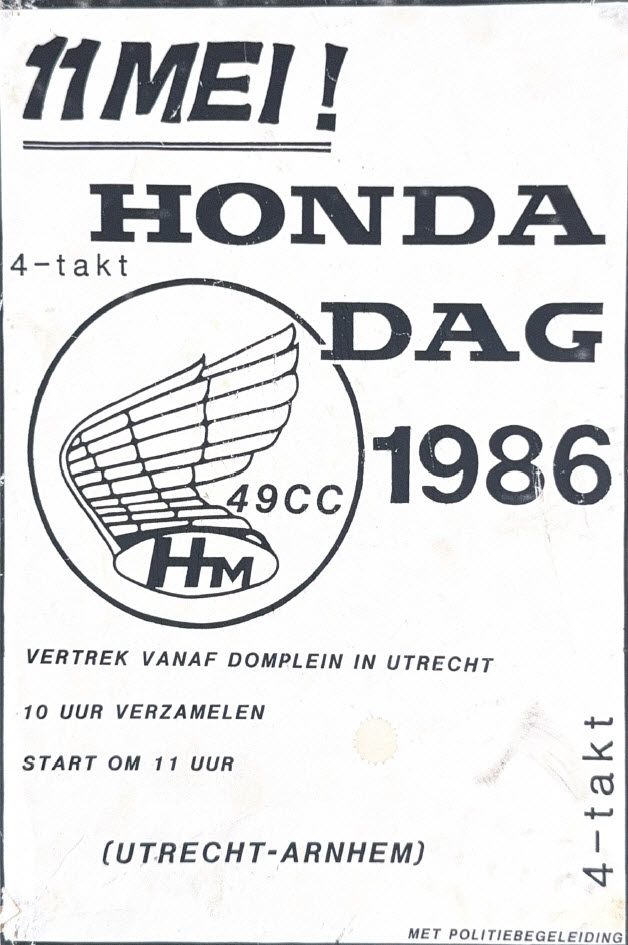 11 MEI!
HONDA
4-takt
DAG
1986
49CC
HM
VERTREK VANAF DOMPLEIN IN UTRECHT
10 UUR VERZAMELEN
START OM 11 UUR
4-takt
(UTRECHT-ARNHEM)
MET POLITIEBEGELEIDING